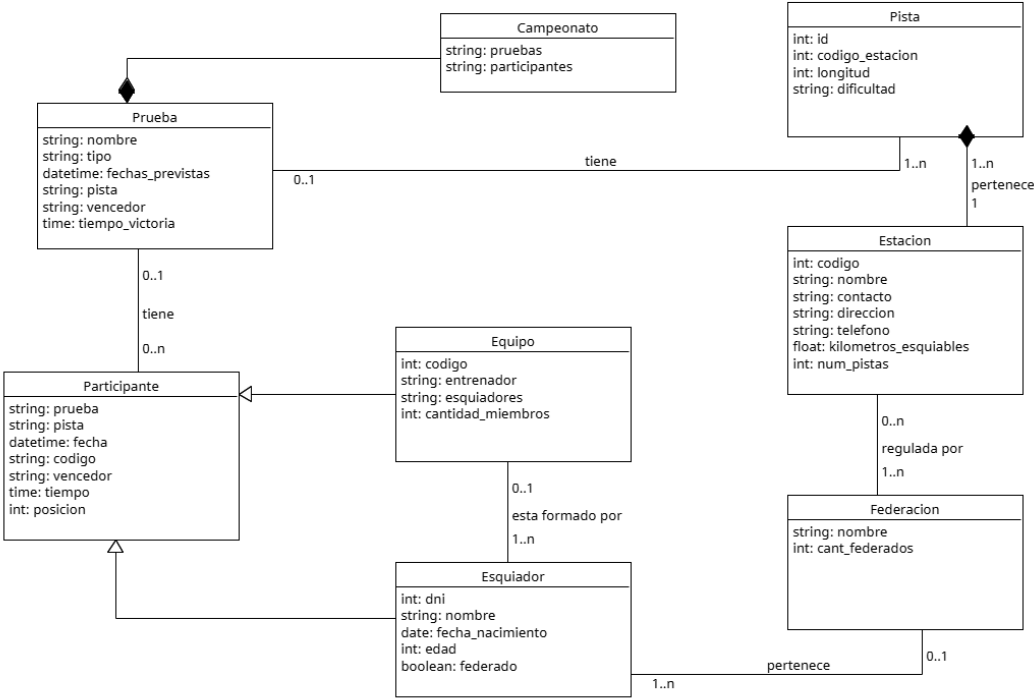 Campeonato
string: pruebas
string: participantes
Pista
int: id
int: codigo_estacion
int: longitud
string: dificultad
Prueba
string: nombre
string: tipo
datetime: fechas_previstas
string: pista
string: vencedor
time: tiempo_victoria
tiene
0..1
1..n
1..n
pertenece
1
Estacion
int: codigo
string: nombre
string: contacto
string: direccion
string: telefono
float: kilometros_esquiables
int: num_pistas
0..1
tiene
0..n
Equipo
int: codigo
string: entrenador
string: esquiadores
int: cantidad_miembros
Participante
string: prueba
string: pista
datetime: fecha
string: codigo
string: vencedor
time: tiempo
int: posicion
0..n
regulada por
1..n
0..1
esta formado por
1..n
Federacion
string: nombre
int: cant_federados
Esquiador
int: dni
string: nombre
date: fecha_nacimiento
int: edad
boolean: federado
pertenece
0..1
1..n